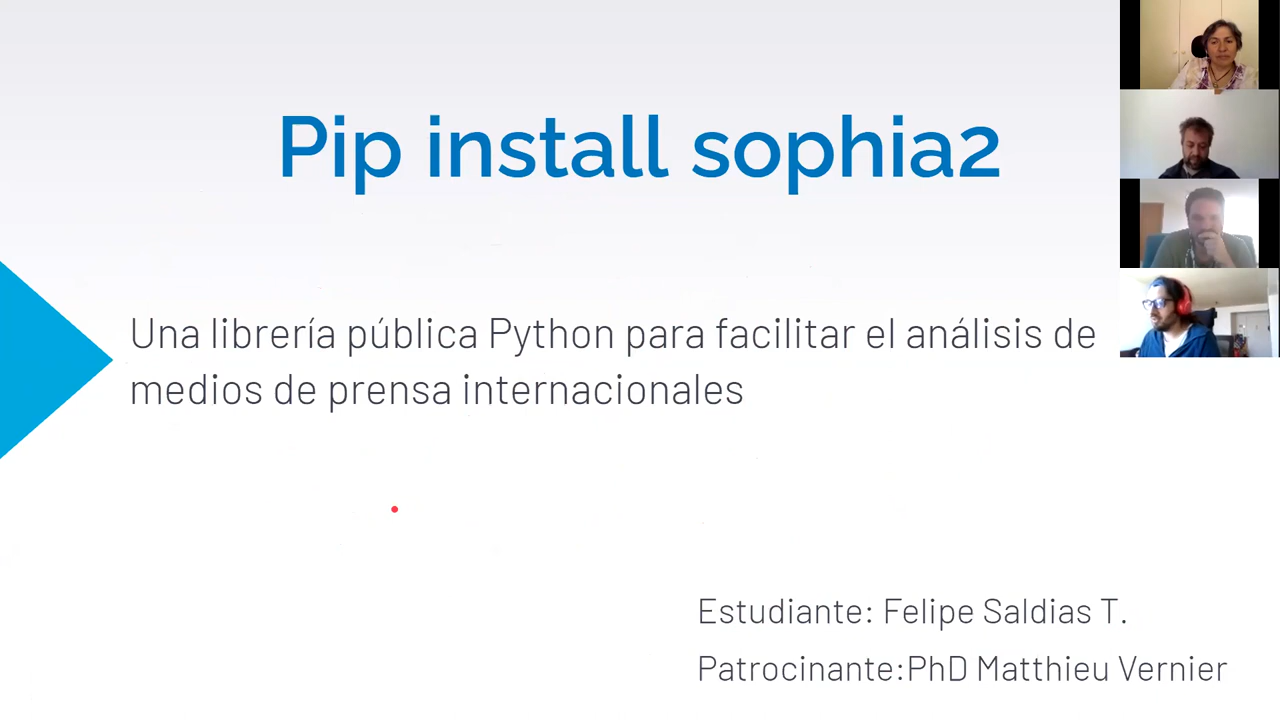 Pip install sophia2
Una librería pública Python para facilitar el análisis de
medios de prensa internacionales
Estudiante: Felipe Saldias T.
Patrocinante:PhD Matthieu Vernier